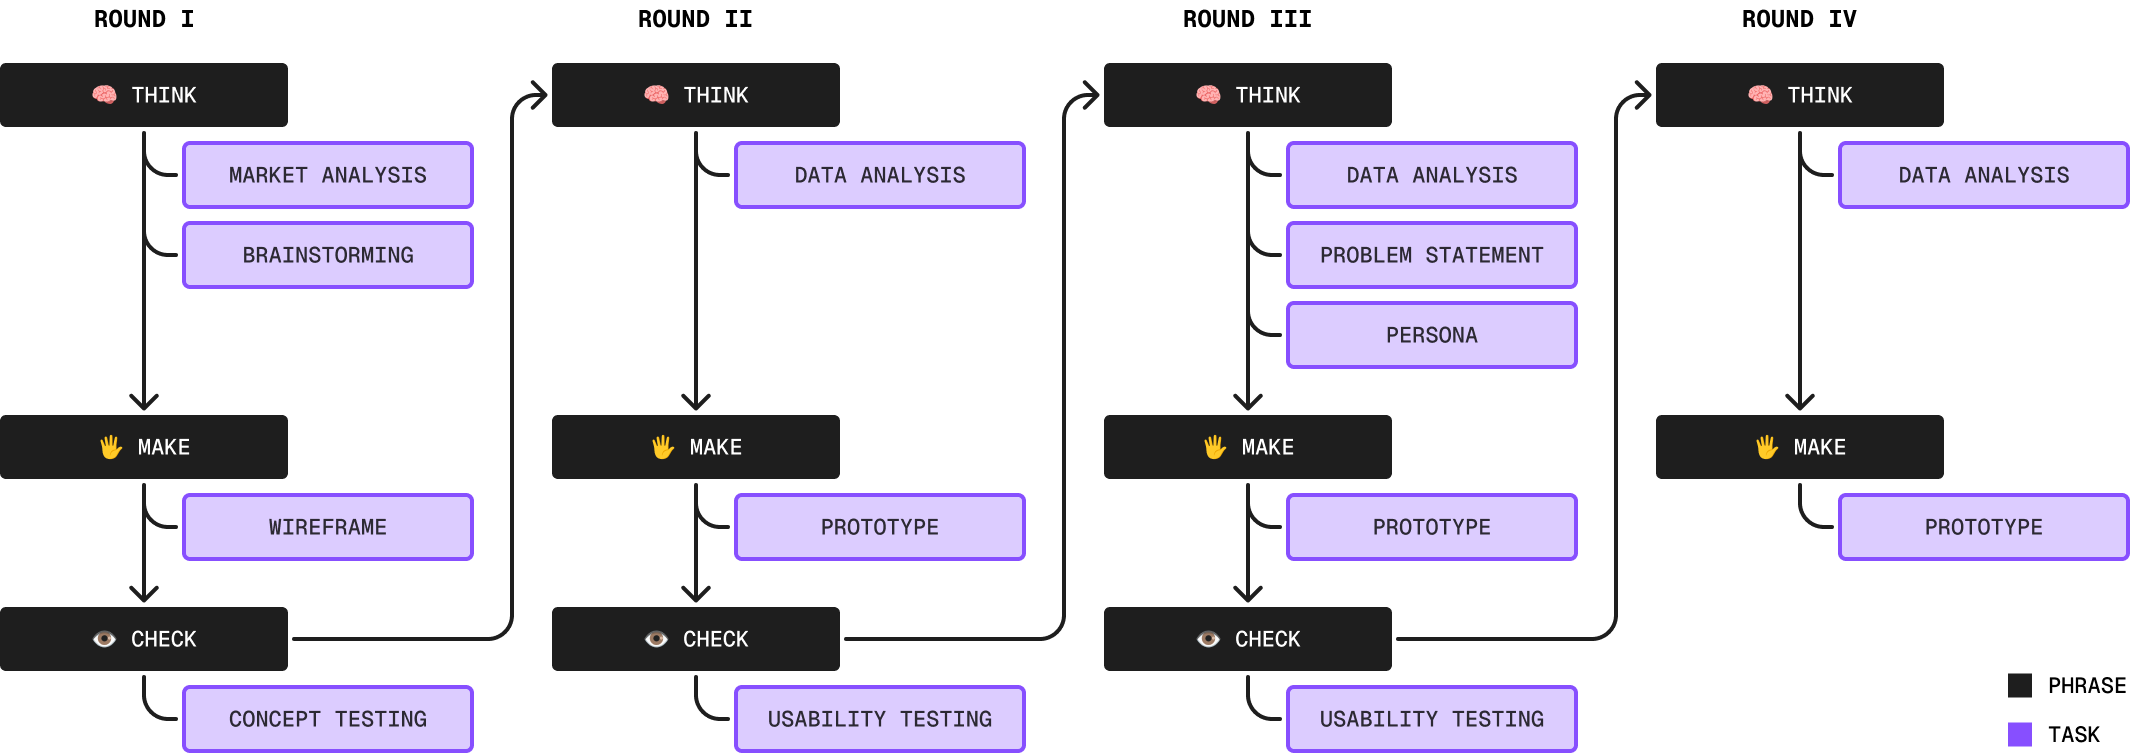 ROUND I
THINK
MARKET ANALYSIS
BRAINSTORMING
MAKE
WIREFRAME
CHECK
CONCEPT TESTING
ROUND II
THINK
DATA ANALYSIS
MAKE
PROTOTYPE
CHECK
USABILITY TESTING
ROUND III
THINK
DATA ANALYSIS
PROBLEM STATEMENT
PERSONA
MAKE
PROTOTYPE
CHECK
USABILITY TESTING
ROUND IV
THINK
DATA ANALYSIS
MAKE
PROTOTYPE
PHRASE
TASK